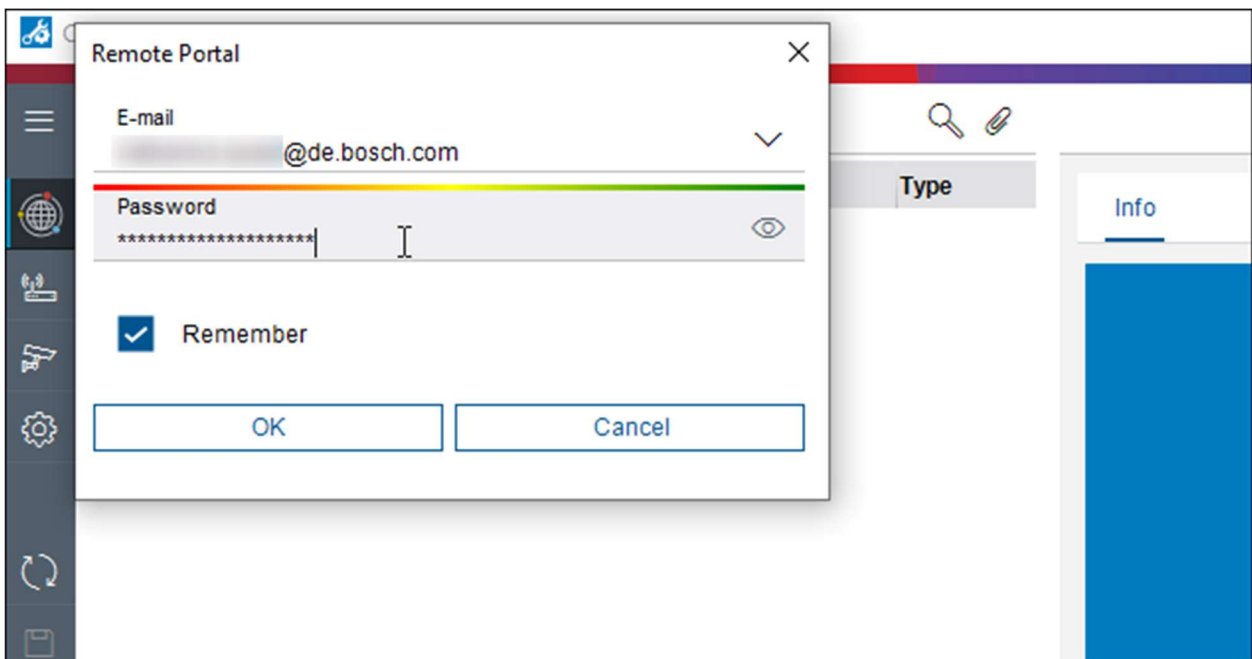 C
Remote Portal
E-mail
@de.bosch.com
Password
********************
Remember
OK
Cancel
Type
Info